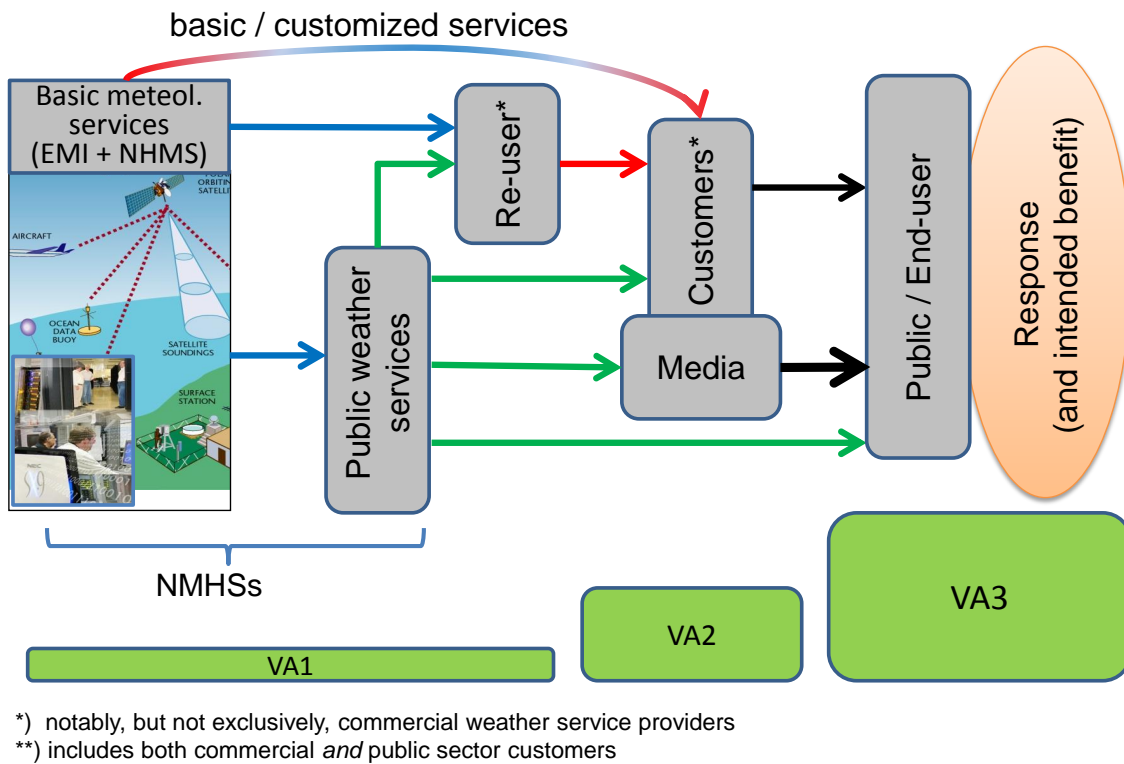 basic / customized services
Basic meteol.
services
(EMI + NHMS)
ORBITIN
SATELLIT
AIRCRAFT
OCEAN
DATA
BUOY
SATELLITE
SOUNDINGS
SURFACE
STATION
Public weather
services
Re-user*
Customers*
Media
Public / End-user
Response
(and intended benefit)
NMHSs
VA1
VA2
VA3
*) notably, but not exclusively, commercial weather service providers
**) includes both commercial and public sector customers